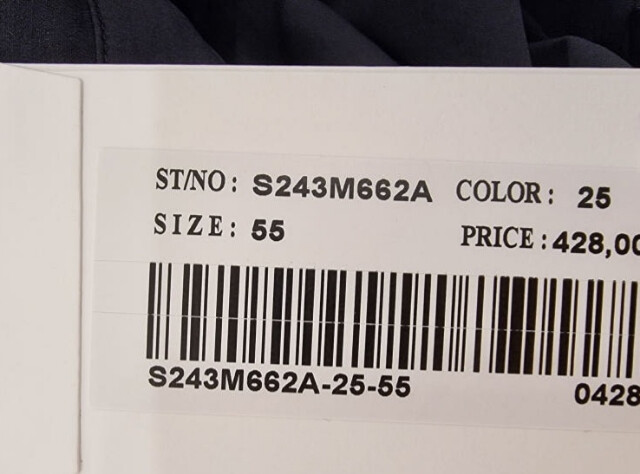 ST/NO: S243M662A COLOR: 25
SIZE: 55 PRICE: 428,00
S243M662A-25-55 0428